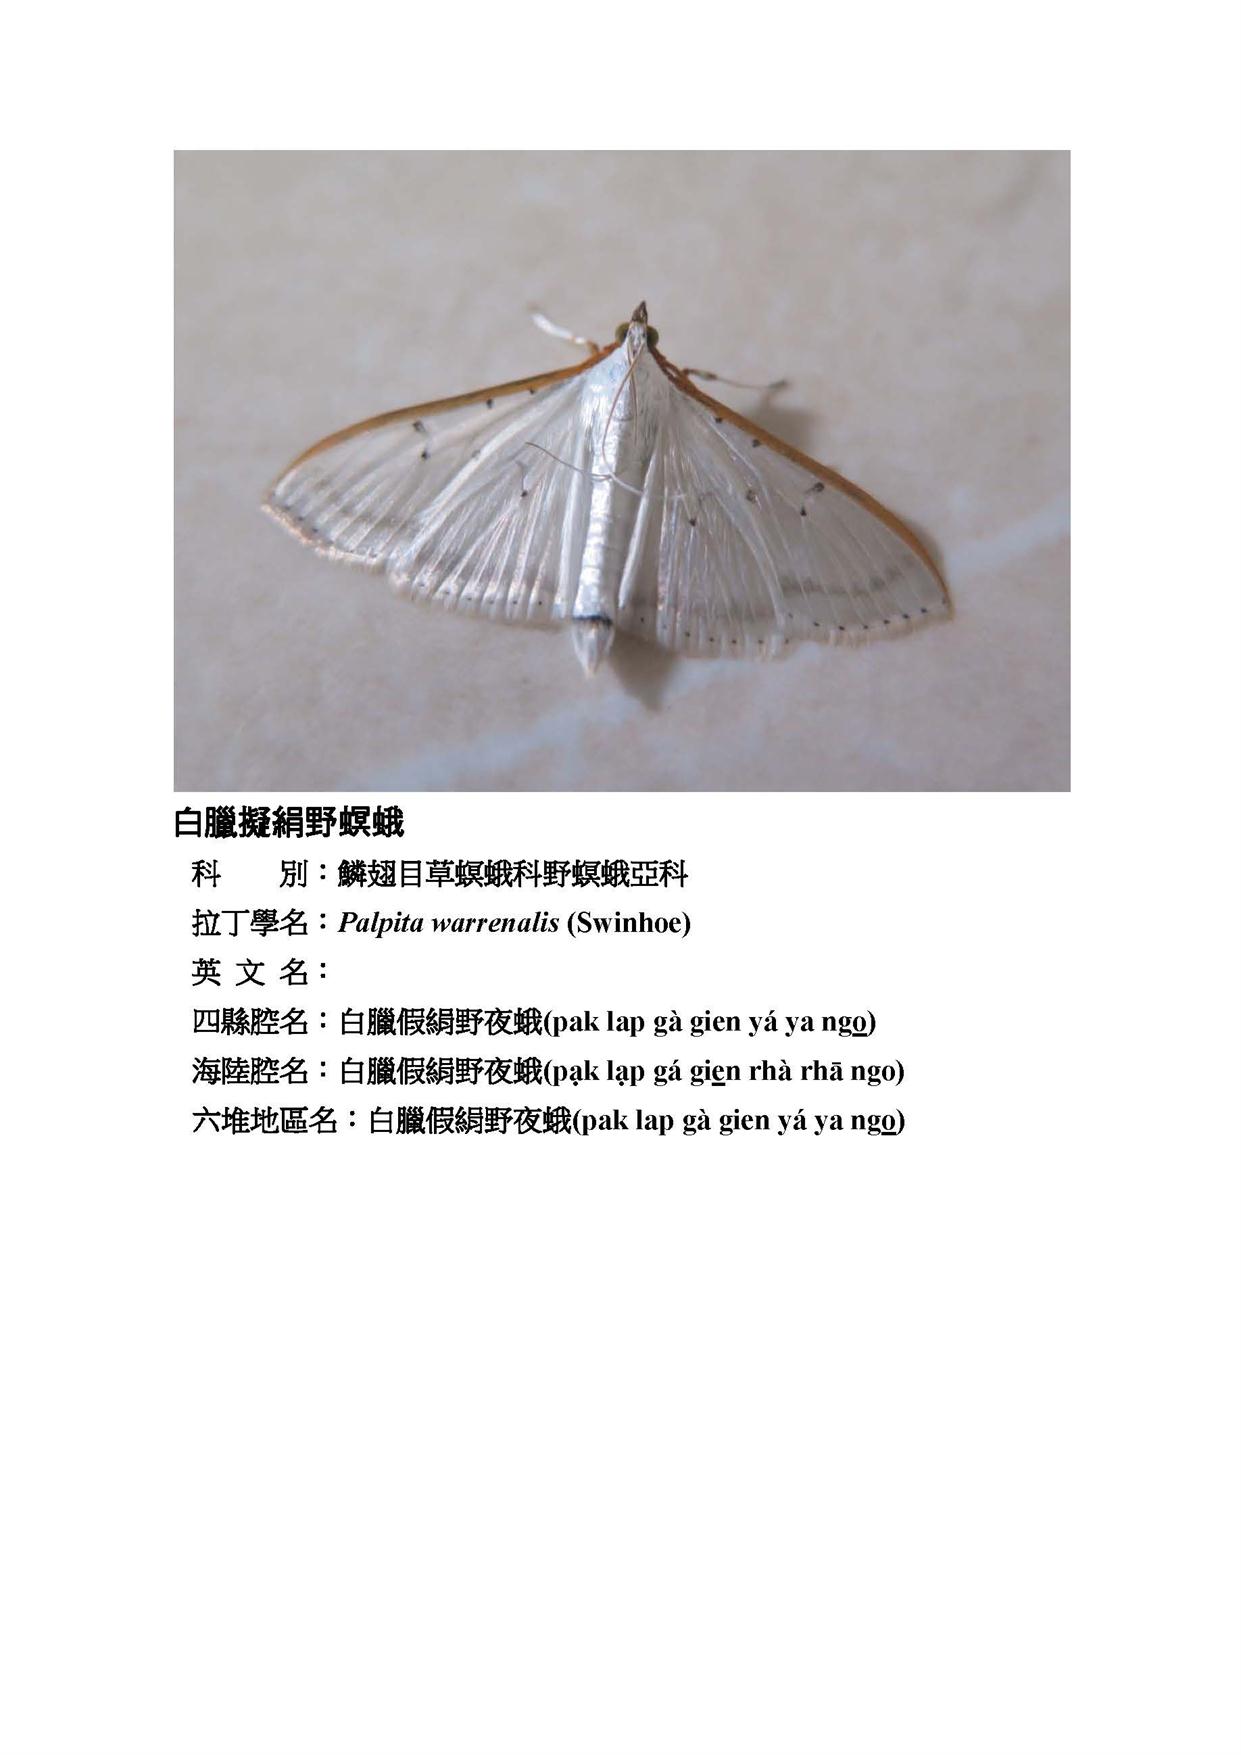 白臘擬絹野螟蛾
科　　別：鱗翅目草螟蛾科野螟蛾亞科
拉丁學名：Palpita warrenalis (Swinhoe)
英 文 名：
四縣腔名：白臘假絹野夜蛾(pak lap gà gien yá ya ngo̲)
海陸腔名：白臘假絹野夜蛾(pạk lạp gá gie̲n rhà rhā ngo)
六堆地區名：白臘假絹野夜蛾(pak lap gà gien yá ya ngo̲)